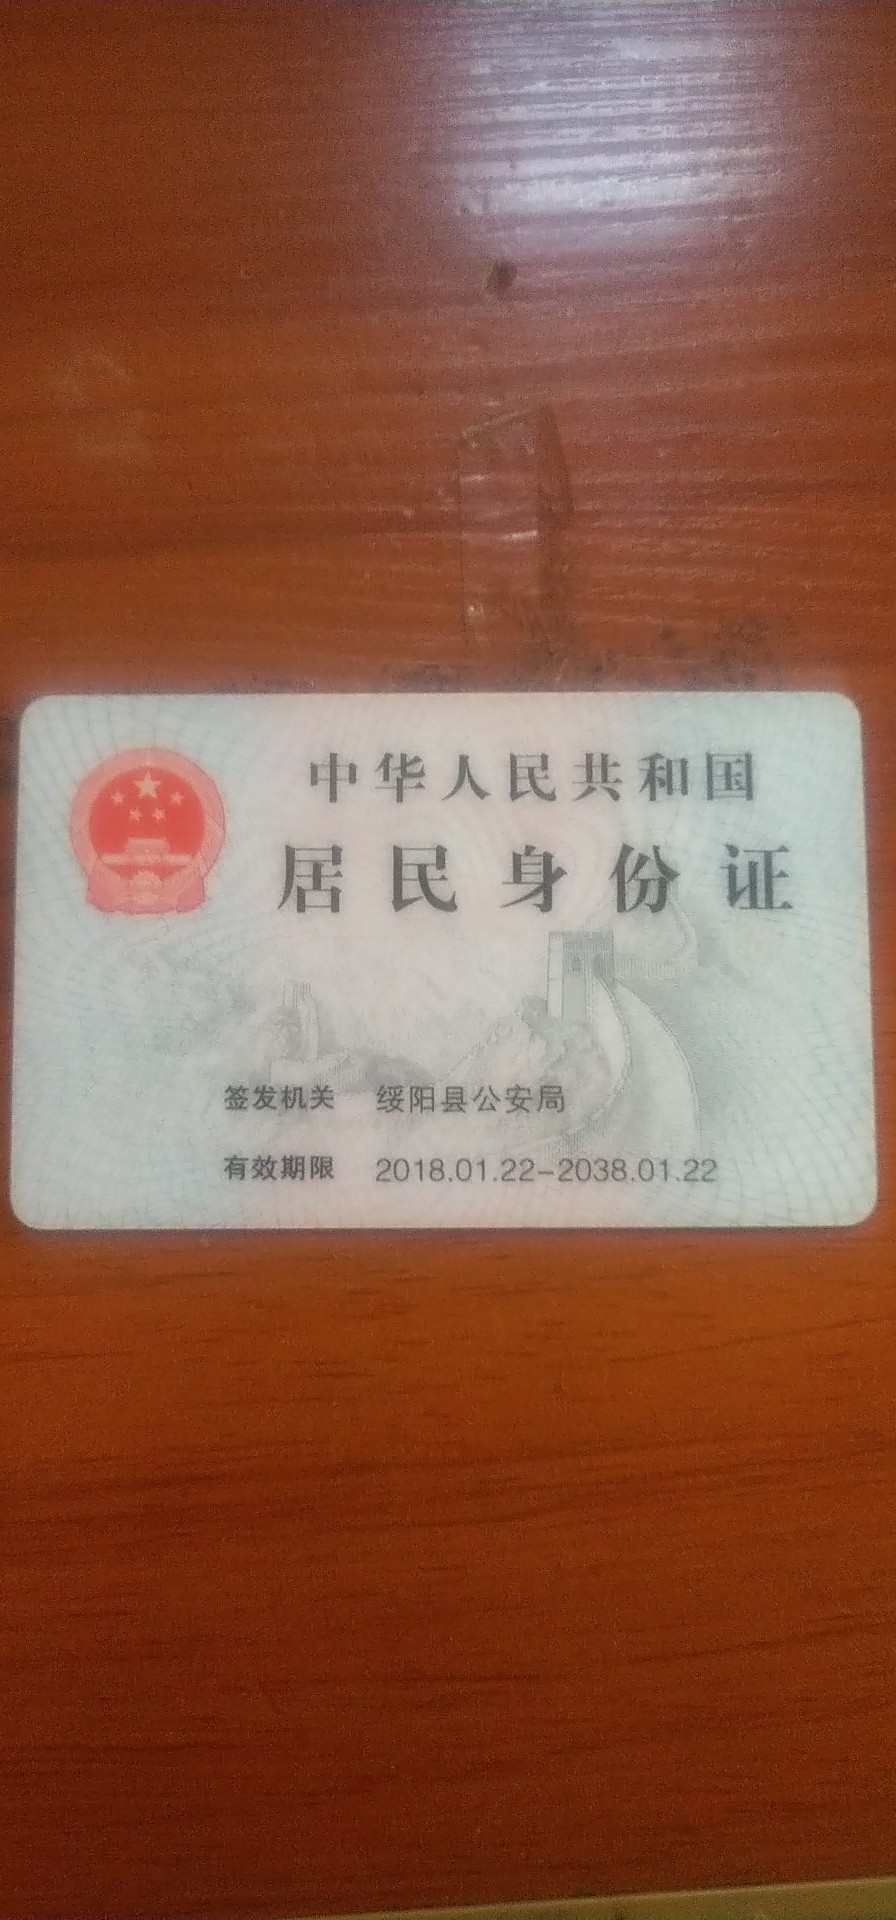 中华人民共和国
居民身份证
签发机关 绥阳县公安局
有效期限 2018.01.22-2038.01.22